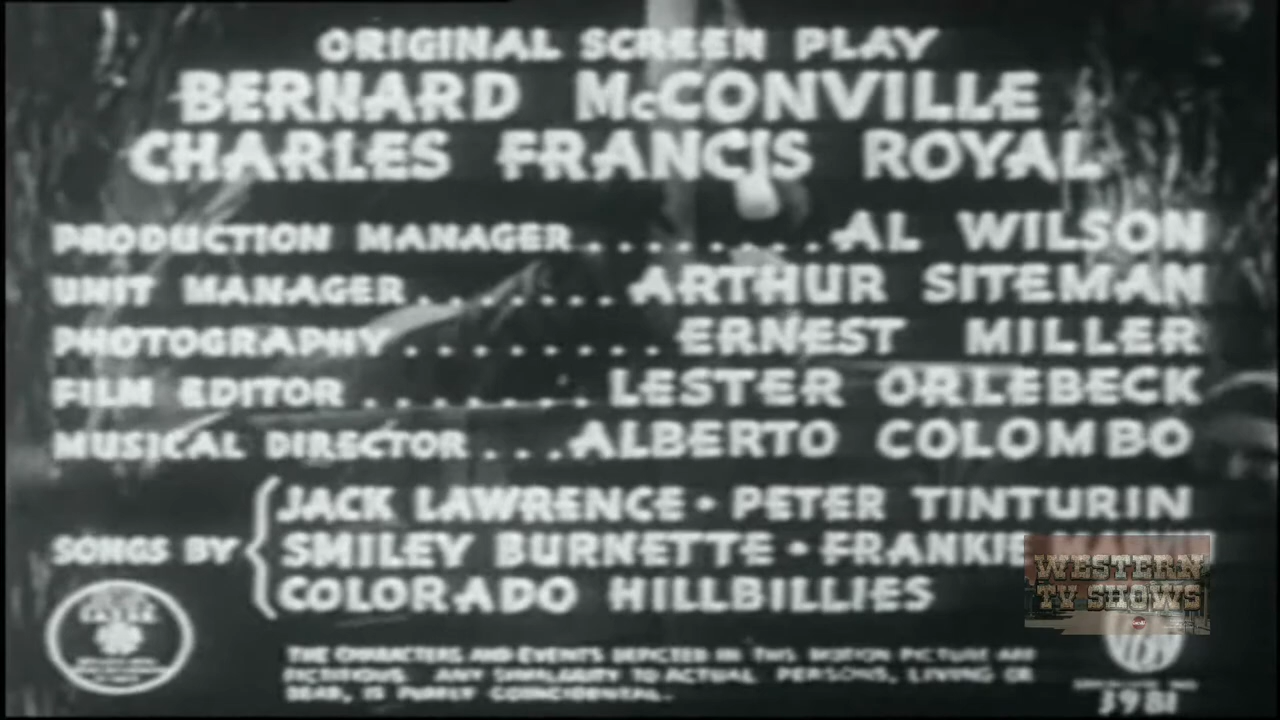 ORIGINAL SCREEN PLAY
BERNARD McCONVILLE
CHARLES FRANCIS ROYAL
PRODUCTION MANAGER........AL WILSON
UNIT MANAGER.......ARTHUR SITEMAN
PHOTOGRAPHY.........ERNEST MILLER
FILM EDITOR.......LESTER ORLEBECK
MUSICAL DIRECTOR...ALBERTO COLOMBO
SONGS BY
JACK LAWRENCE • PETER TINTURIN
SMILEY BURNETTE • FRANKIE
COLORADO HILLBILLIES
WESTERN
TV SHOWS
THE CHARACTERS AND EVENTS DEPICTED IN THIS MOTION PICTURE ARE
FICTITIOUS. ANY SIMILARITY TO ACTUAL PERSONS, LIVING OR
DEAD, IS PURELY COINCIDENTAL.
3981